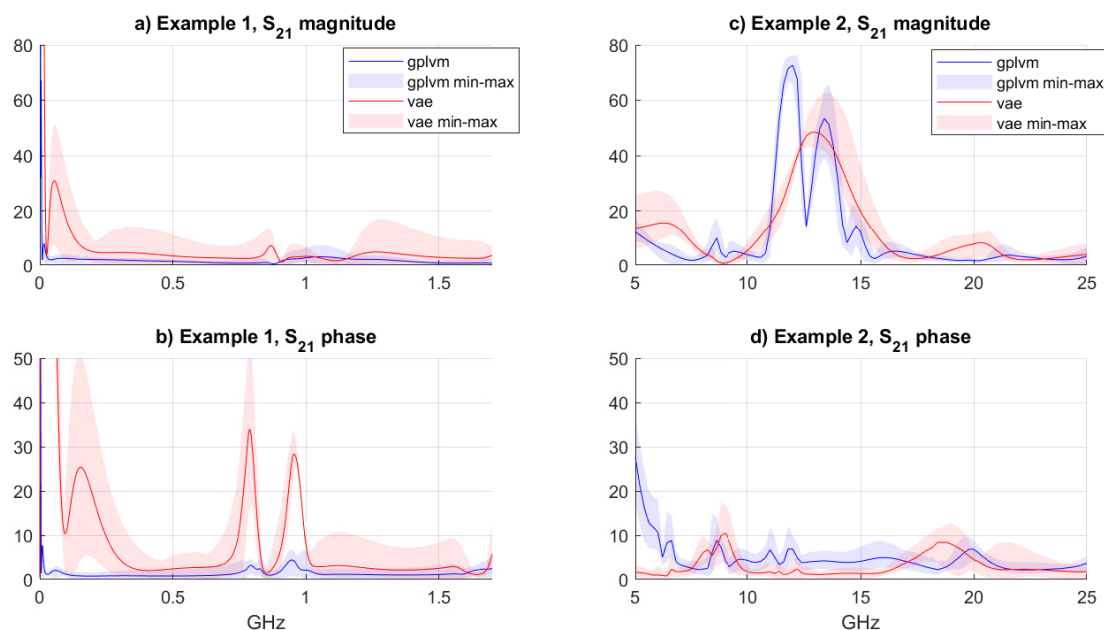 a) Example 1, S21 magnitude
80
60
40
20
0
0 0.5 1 1.5
gplvm
gplvm min-max
vae
vae min-max
c) Example 2, S21 magnitude
80
60
40
20
0
5 10 15 20 25
gplvm
gplvm min-max
vae
vae min-max
b) Example 1, S21 phase
50
40
30
20
10
0
0 0.5 1 1.5
GHz
d) Example 2, S21 phase
50
40
30
20
10
0
5 10 15 20 25
GHz